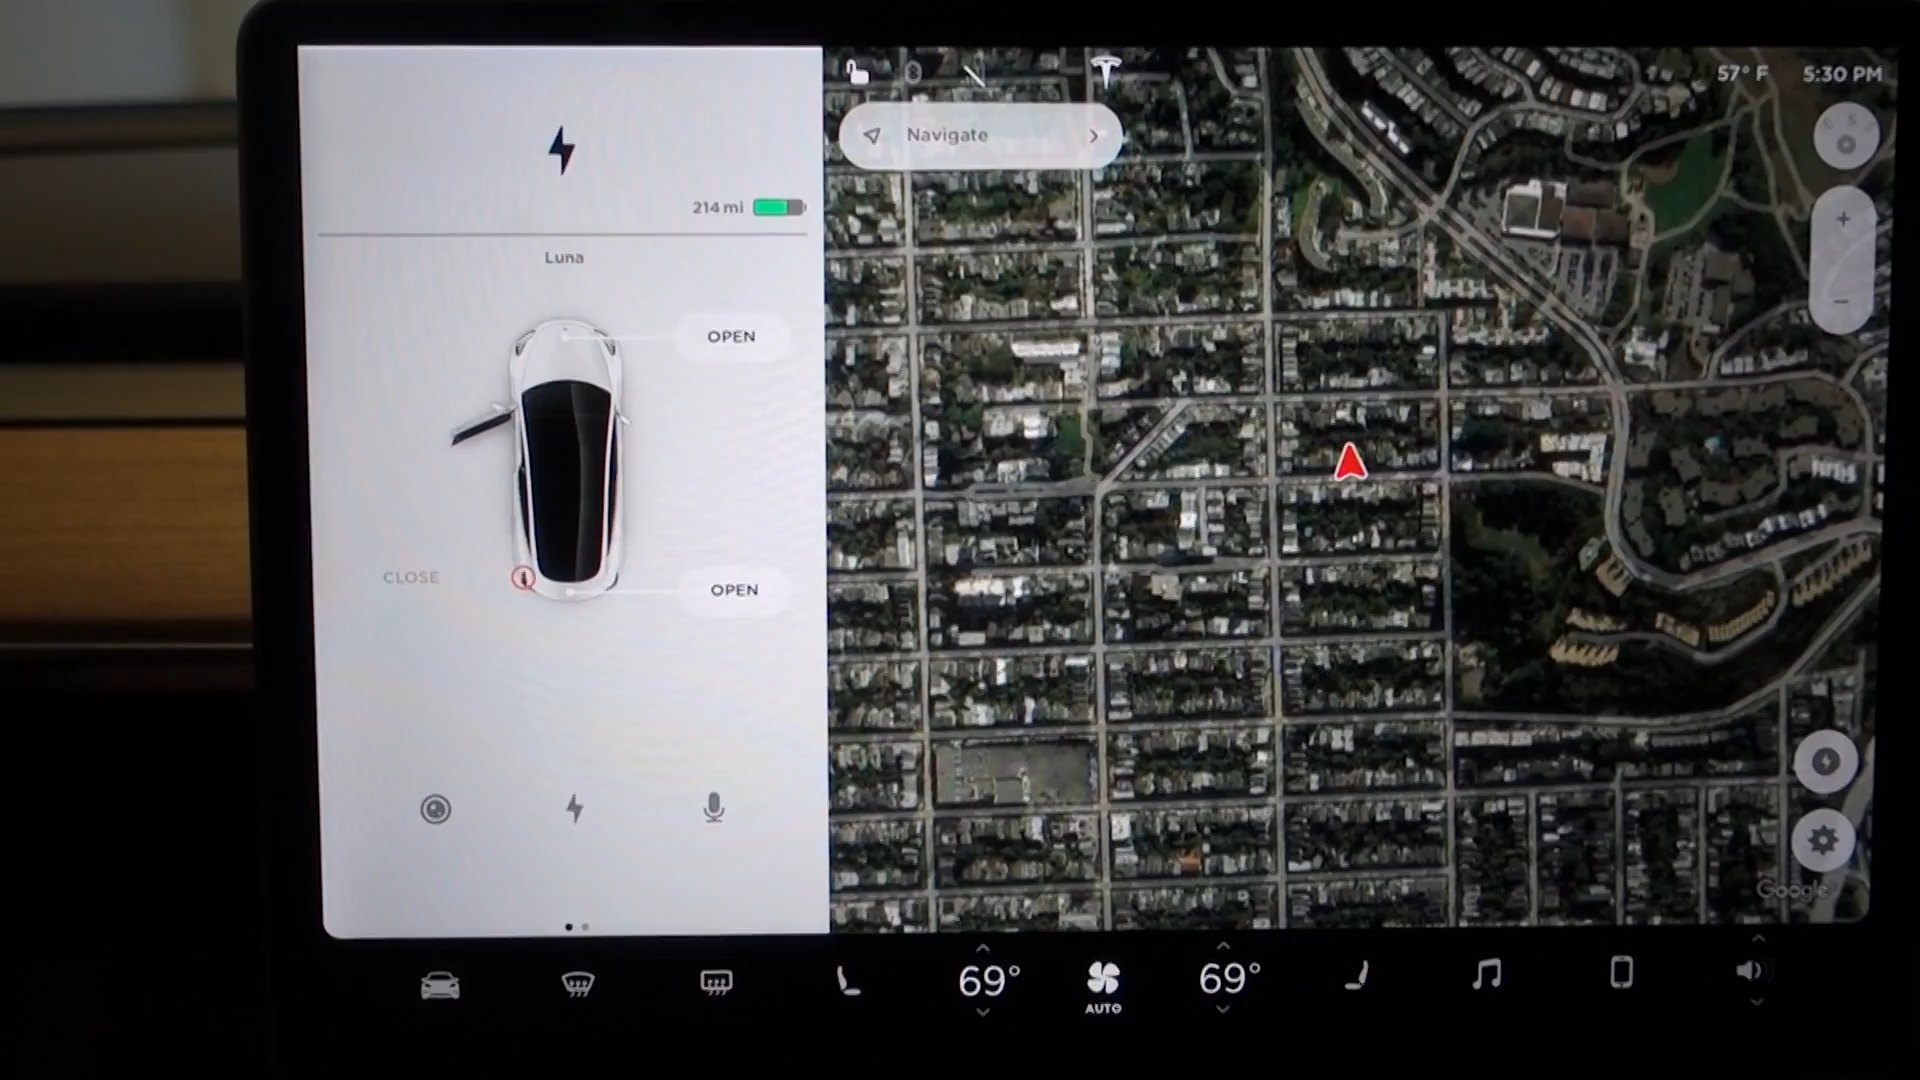 57° F 5:30 PM
Navigate
214 mi
Luna
OPEN
CLOSE
OPEN
Google
69°
AUTO
69°